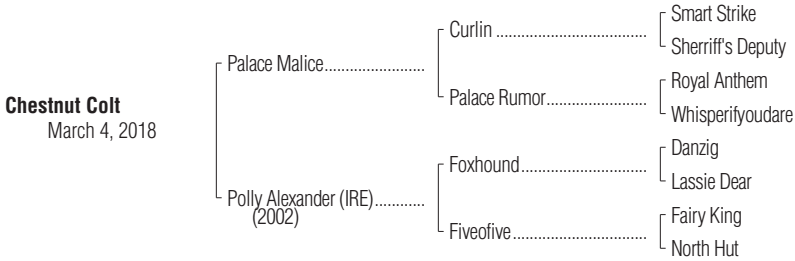 Chestnut Colt
March 4, 2018
Palace Malice........................
Polly Alexander (IRE)............
(2002)
Curlin .....................................
Palace Rumor.........................
Foxhound...............................
Fiveofive.................................
Smart Strike
Sherriff's Deputy
Royal Anthem
Whisperifyoudare
Danzig
Lassie Dear
Fairy King
North Hut